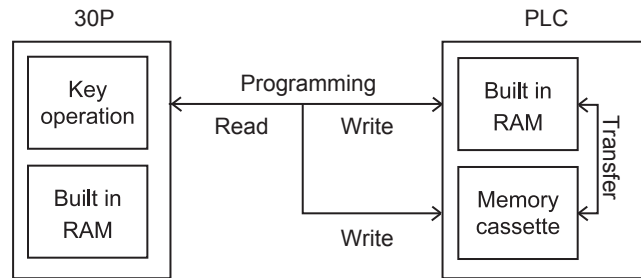 30P
PLC
Key
operation
Built in
RAM
Programming
Read
Write
Write
Built in
RAM
Memory
cassette
Transfer